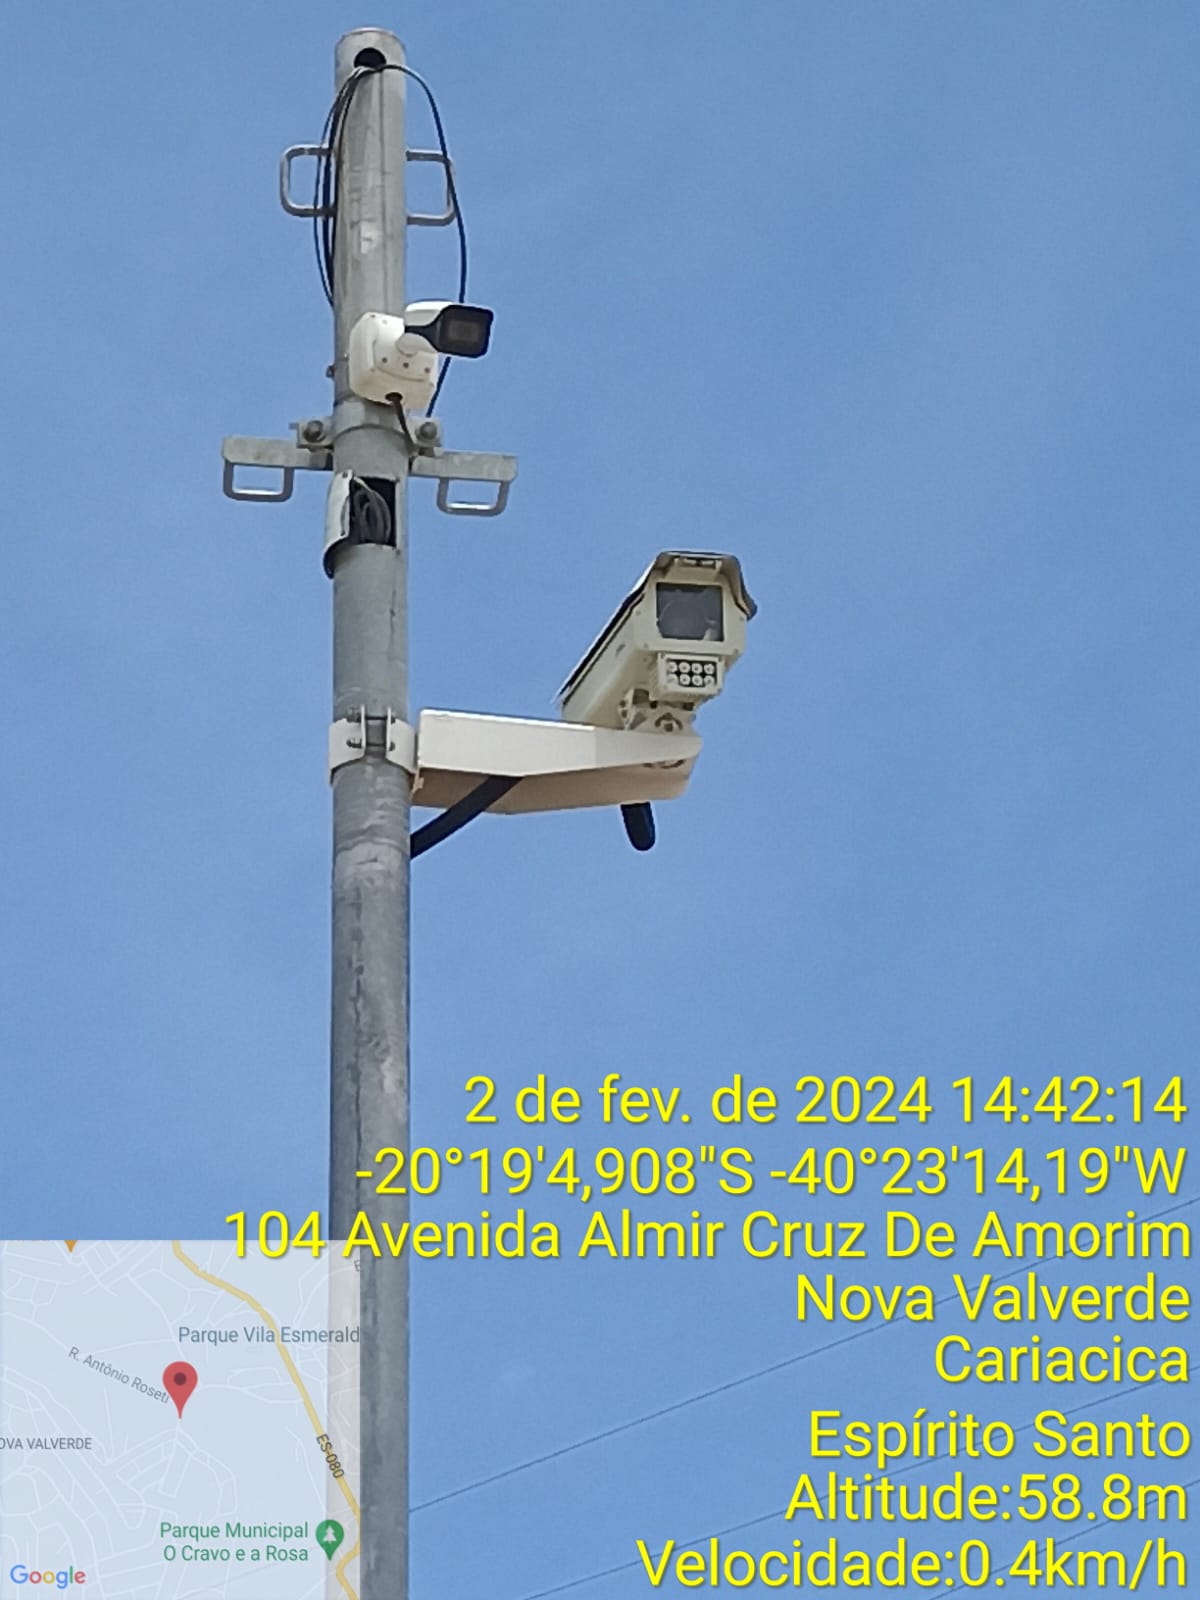 2 de fev. de 2024 14:42:14
-20°19'4,908"S -40°23'14,19"W
104 Avenida Almir Cruz De Amorim
Nova Valverde
Cariacica
Espírito Santo
Altitude:58.8m
Velocidade:0.4km/h
Parque Vila Esmerald
R. Antônio Roseti
OVA VALVERDE
ES-080
Parque Municipal
O Cravo e a Rosa
Google